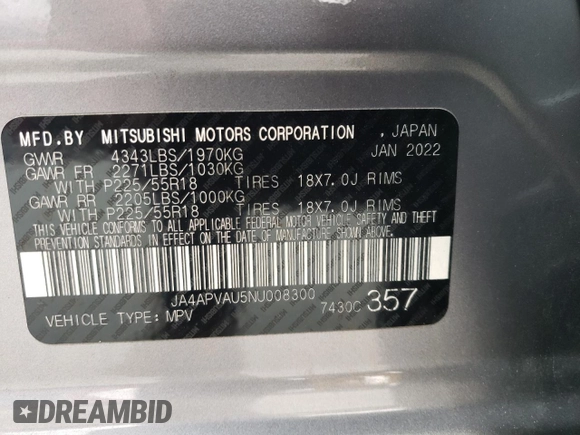 MFD.BY MITSUBISHI MOTORS CORPORATION , JAPAN
GVWR 4343LBS/1970KG JAN 2022
GAWR FR 2271LBS/1030KG
WITH P225/55R18 TIRES 18X7.0J RIMS
GAWR RR 2205LBS/1000KG
WITH P225/55R18 TIRES 18X7.0J RIMS
THIS VEHICLE CONFORMS TO ALL APPLICABLE FEDERAL MOTOR VEHICLE SAFETY AND THEFT
PREVENTION STANDARDS IN EFFECT ON THE DATE OF MANUFACTURE SHOWN ABOVE.
JA4APVAU5NU008300 7430C 357
VEHICLE TYPE:MPV
DREAMBID